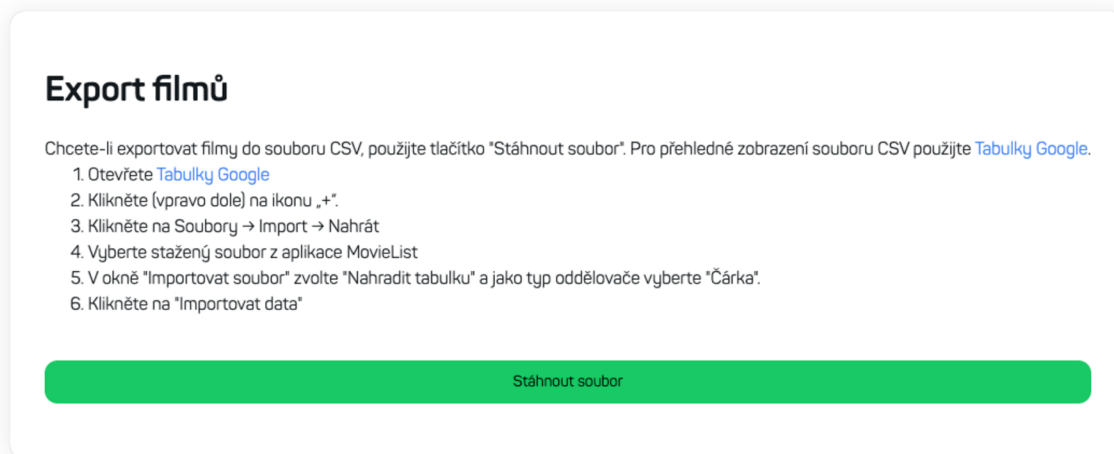 Export filmů
Chcete-li exportovat filmy do souboru CSV, použijte tlačítko "Stáhnout soubor". Pro přehledné zobrazení souboru CSV použijte Tabulky Google.
1. Otevřete Tabulky Google
2. Klikněte (vpravo dole) na ikonu „+“.
3. Klikněte na Soubory → Import → Nahrát
4. Vyberte stažený soubor z aplikace MovieList
5. V okně "Importovat soubor" zvolte "Nahradit tabulku" a jako typ oddělovače vyberte "Čárka".
6. Klikněte na "Importovat data"
Stáhnout soubor